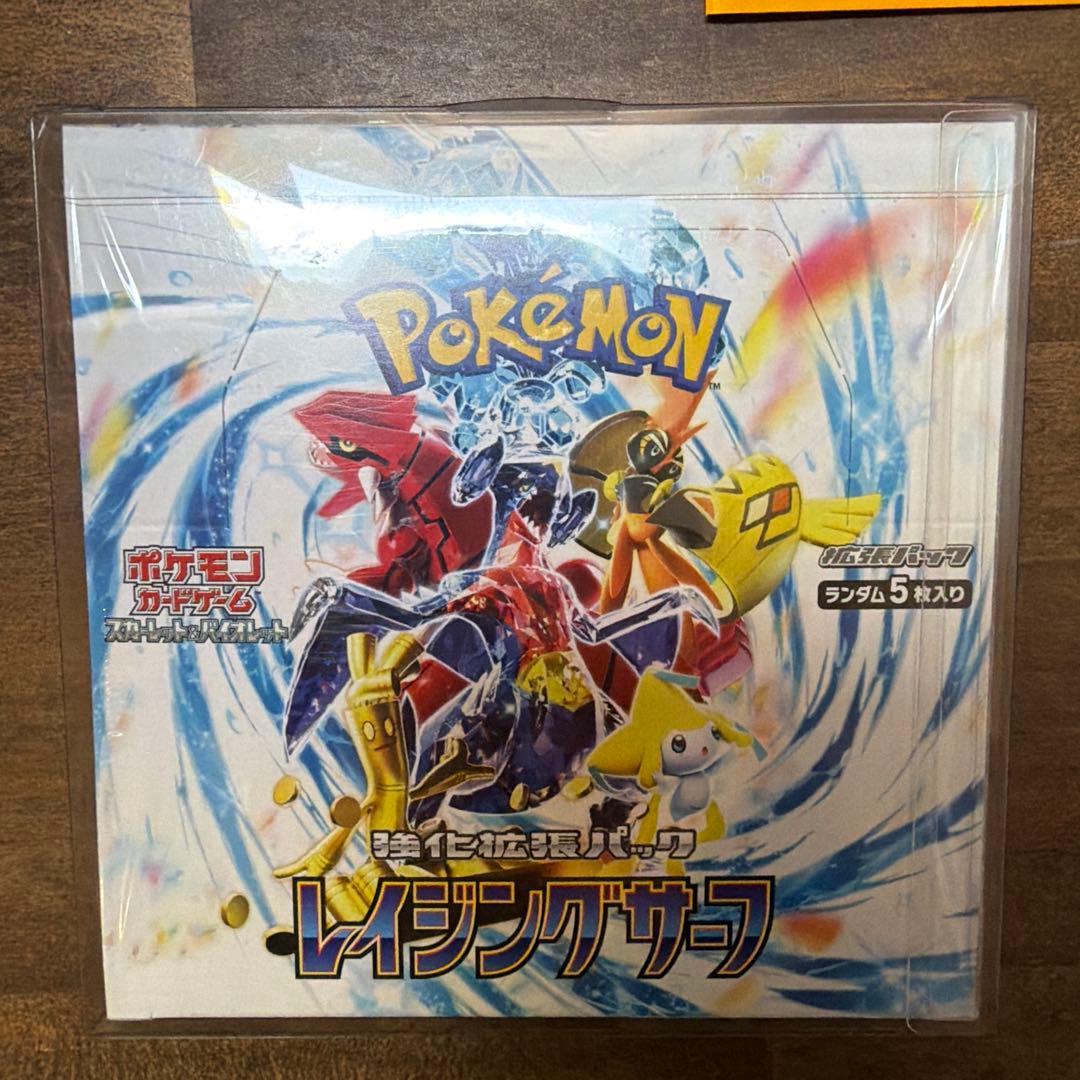 POKéMON
TM
ポケモン
カードゲーム
スカーレット&バイオレット
拡張パック
ランダム5枚入り
強化拡張パック
レイジングサーフ